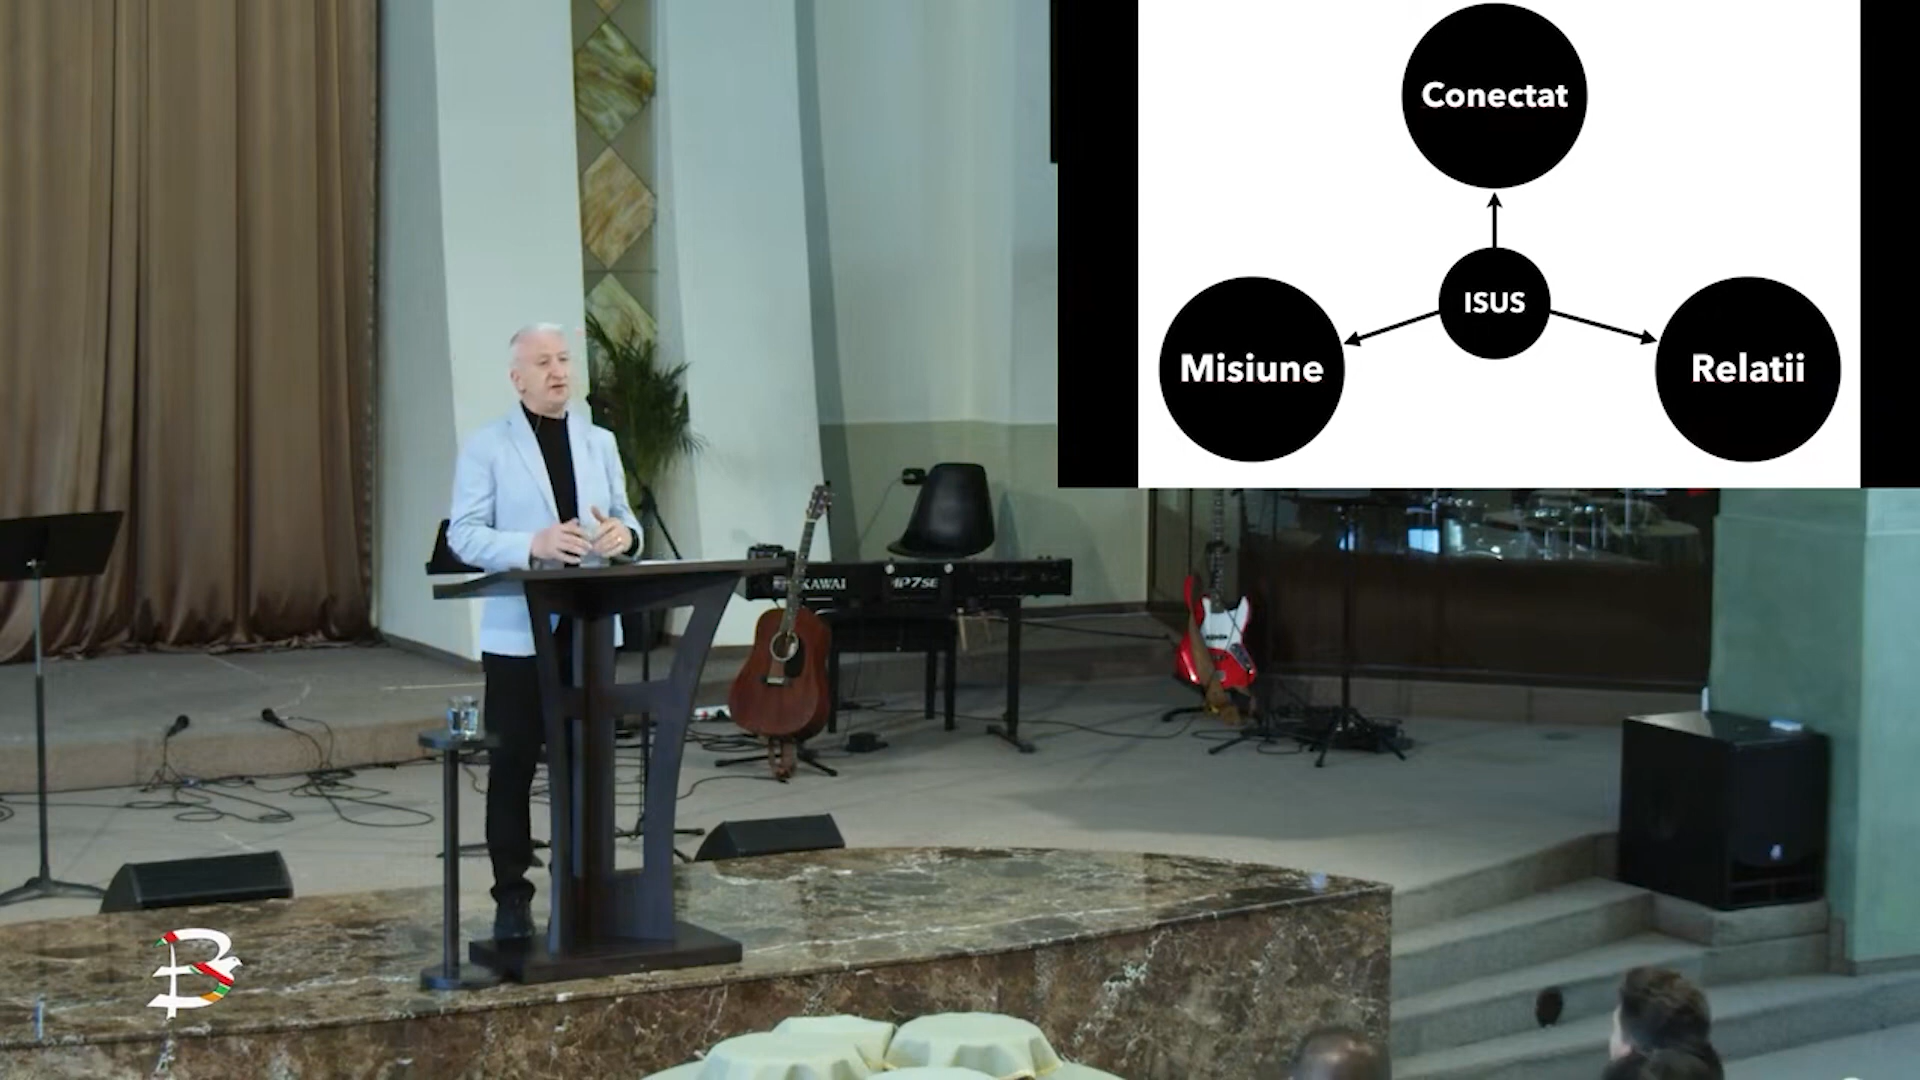 Conectat
ISUS
Misiune
Relatii
KAWAI
MP7SE
B